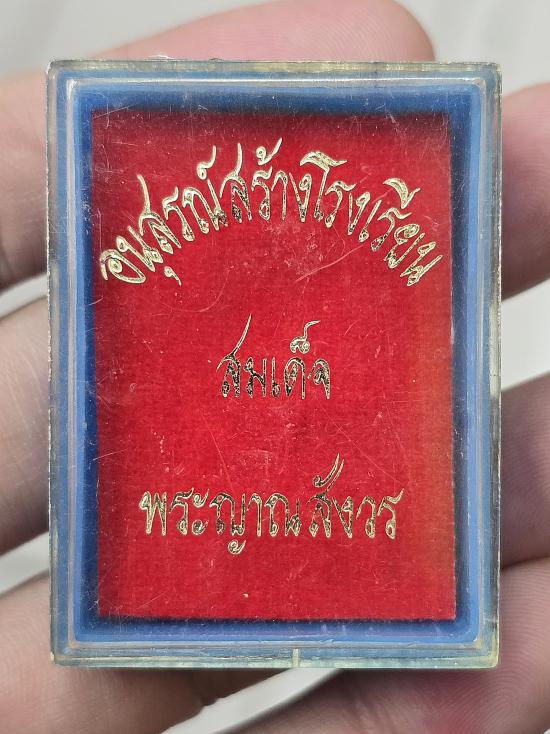 อนุสรณ์สร้างโรงเรียน
สมเด็จ
พระญาณสังวร